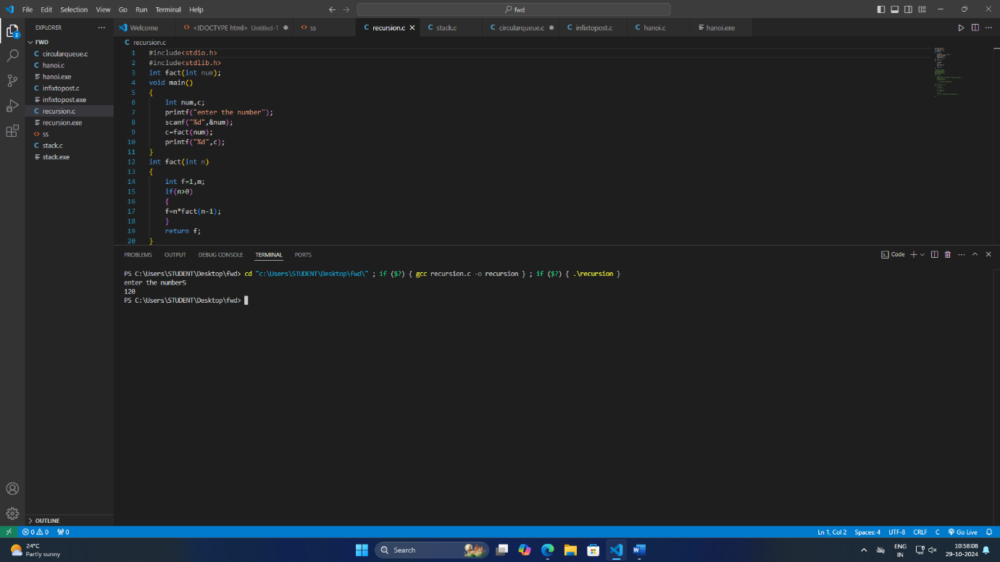 File Edit Selection View Go Run Terminal Help
fwd
EXPLORER
Welcome
<!DOCTYPE html> Untitled-1
ss
recursion.c
stack.c
circularqueue.c
infixtopost.c
hanoi.c
hanoi.exe
FWD
circularqueue.c
hanoi.c
hanoi.exe
infixtopost.c
infixtopost.exe
recursion.c
recursion.exe
ss
stack.c
stack.exe
OUTLINE
2
recursion.c
1 #include<stdio.h>
2 #include<stdlib.h>
3 int fact(int num);
4 void main()
5 {
6 int num,c;
7 printf("enter the number");
8 scanf("%d",&num);
9 c=fact(num);
10 printf("%d",c);
11 }
12 int fact(int n)
13 {
14 int f=1,m;
15 if(n>0)
16 {
17 f=n*fact(n-1);
18 }
19 return f;
20 }
PROBLEMS OUTPUT DEBUG CONSOLE TERMINAL PORTS
Code
PS C:\Users\STUDENT\Desktop\fwd> cd "c:\Users\STUDENT\Desktop\fwd\" ; if ($?) { gcc recursion.c -o recursion } ; if ($?) { .\recursion }
enter the number5
120
PS C:\Users\STUDENT\Desktop\fwd>
0 0 0
Ln 1, Col 2 Spaces: 4 UTF-8 CRLF C Go Live
24°C
Partly sunny
Search
ENG
IN
10:58:08
29-10-2024